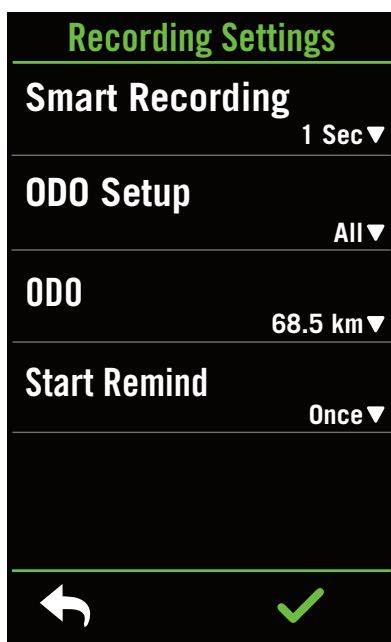 Recording Settings
Smart Recording
1 Sec
ODO Setup
All
ODO
68.5 km
Start Remind
Once